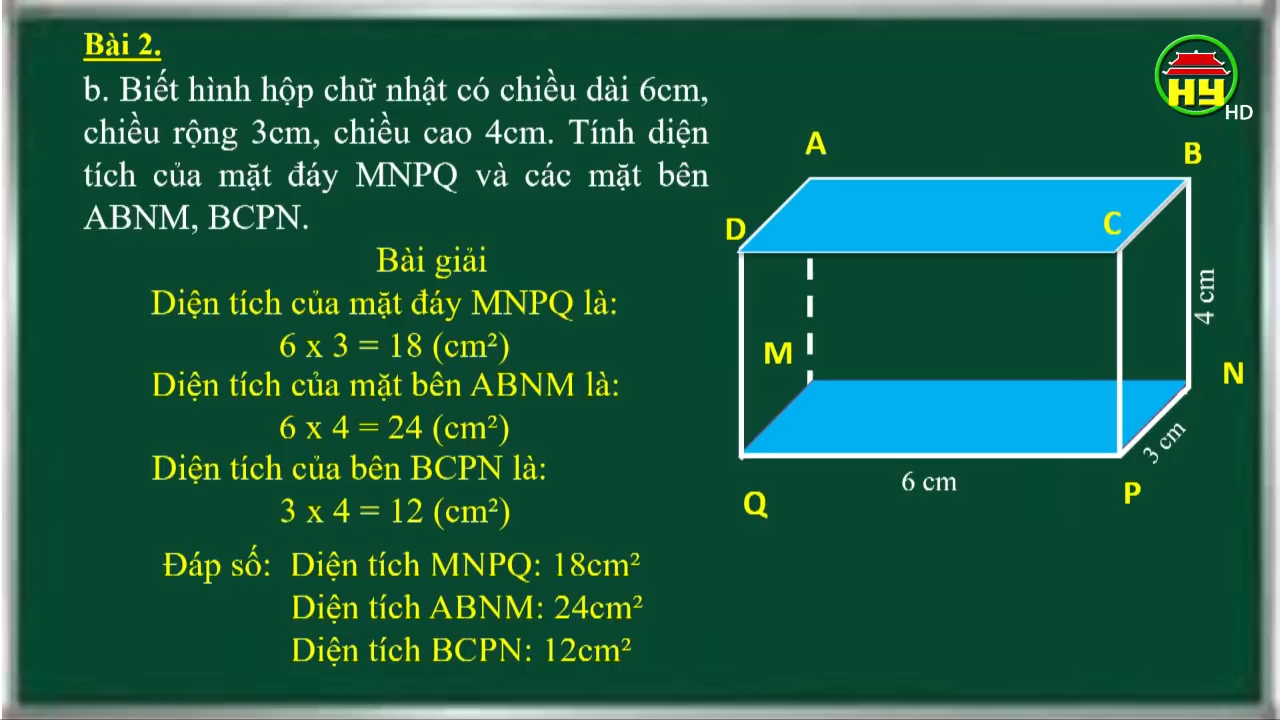 Bài 2.
b. Biết hình hộp chữ nhật có chiều dài 6cm,
chiều rộng 3cm, chiều cao 4cm. Tính diện
tích của mặt đáy MNPQ và các mặt bên
ABNM, BCPN.
Bài giải
Diện tích của mặt đáy MNPQ là:
6 x 3 = 18 (cm²)
Diện tích của mặt bên ABNM là:
6 x 4 = 24 (cm²)
Diện tích của bên BCPN là:
3 x 4 = 12 (cm²)
Đáp số: Diện tích MNPQ: 18cm²
Diện tích ABNM: 24cm²
Diện tích BCPN: 12cm²
HY HD
A
B
D
C
4 cm
M
N
3 cm
6 cm
Q
P